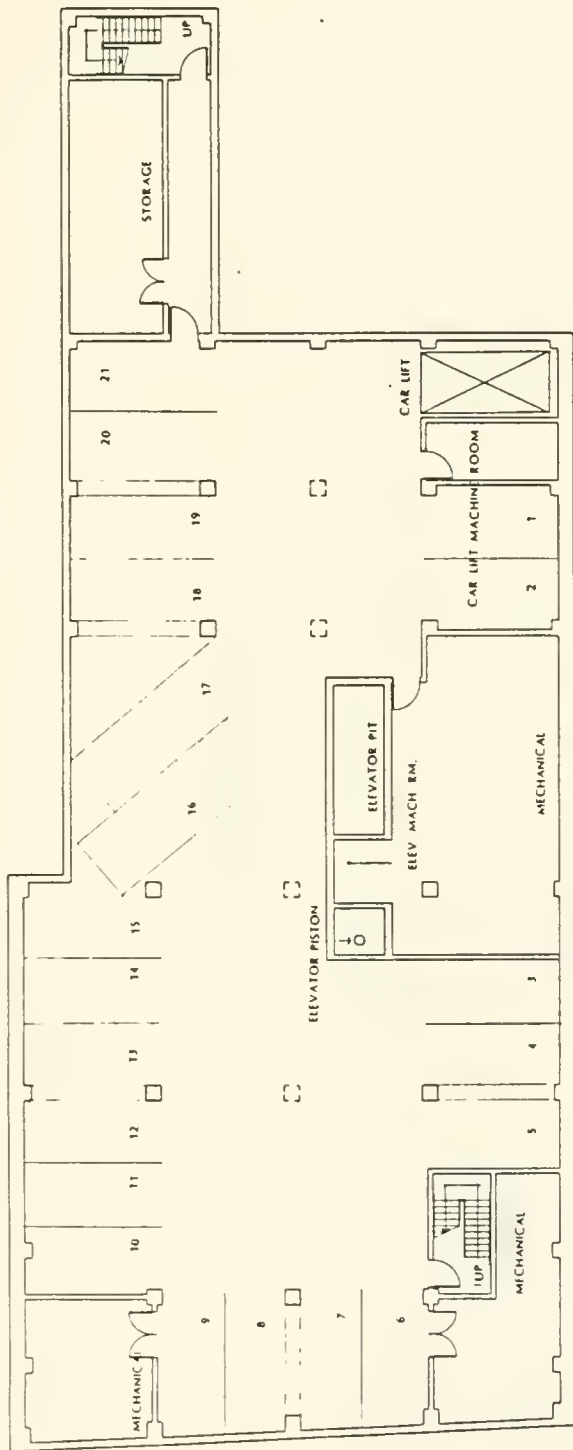 UP
STORAGE
21
20
19
18
17
16
15
14
13
12
11
10
9
8
7
6
MECHANICAL
CAR LIFT
CAR LIFT MACHINE ROOM
1
2
ELEVATOR PIT
ELEV MACH RM.
MECHANICAL
ELEVATOR PISTON
3
4
5
UP
MECHANICAL